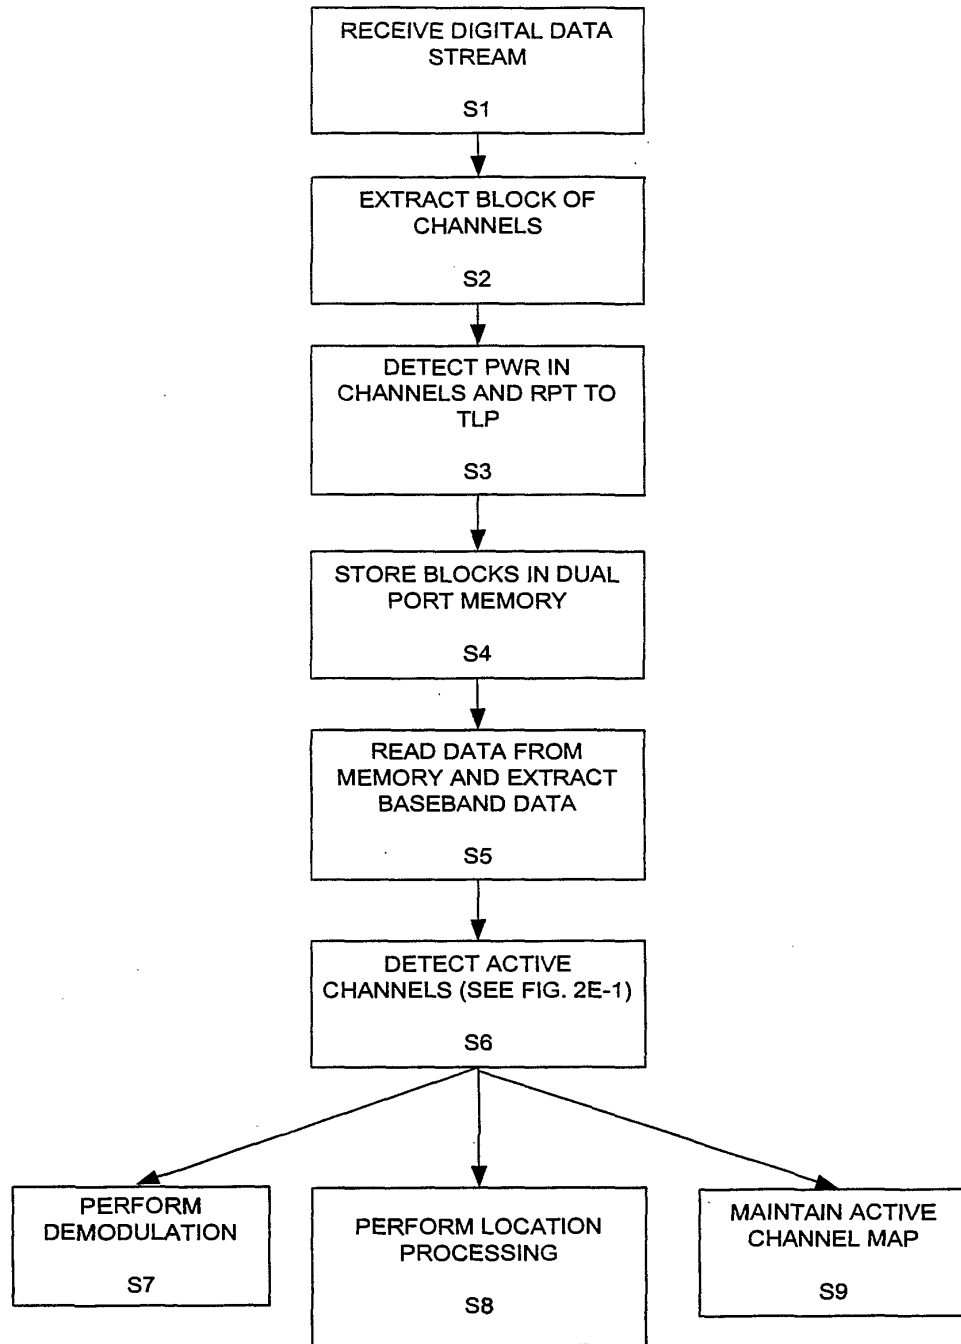 RECEIVE DIGITAL DATA
STREAM
S1
EXTRACT BLOCK OF
CHANNELS
S2
DETECT PWR IN
CHANNELS AND RPT TO
TLP
S3
STORE BLOCKS IN DUAL
PORT MEMORY
S4
READ DATA FROM
MEMORY AND EXTRACT
BASEBAND DATA
S5
DETECT ACTIVE
CHANNELS (SEE FIG. 2E-1)
S6
PERFORM
DEMODULATION
S7
PERFORM LOCATION
PROCESSING
S8
MAINTAIN ACTIVE
CHANNEL MAP
S9